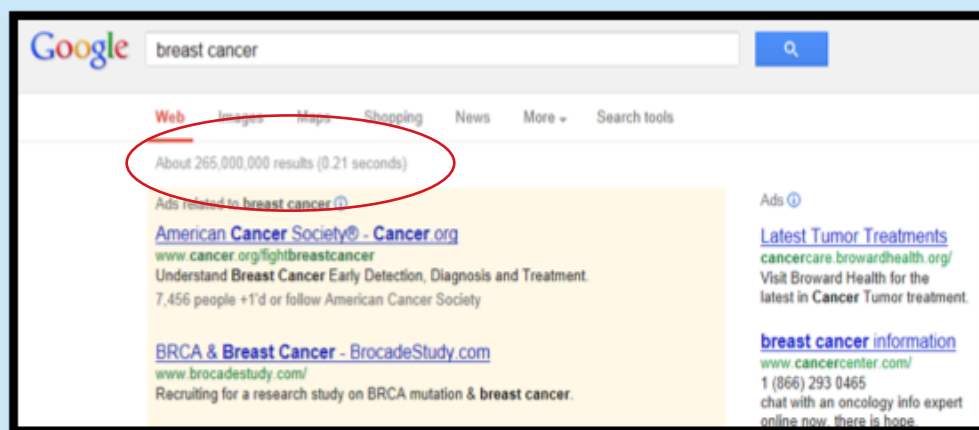 Google breast cancer
Web Images Maps Shopping News More Search tools
About 265,000,000 results (0.21 seconds)
Ads related to breast cancer
American Cancer Society® - Cancer.org
www.cancer.org/fightbreastcancer
Understand Breast Cancer Early Detection, Diagnosis and Treatment.
7,456 people +1'd or follow American Cancer Society
BRCA & Breast Cancer - BrocadeStudy.com
www.brocadestudy.com/
Recruiting for a research study on BRCA mutation & breast cancer.
Ads
Latest Tumor Treatments
cancercare.browardhealth.org/
Visit Broward Health for the
latest in Cancer Tumor treatment.
breast cancer information
www.cancercenter.com/
1 (866) 293 0465
chat with an oncology info expert
online now. there is hope.